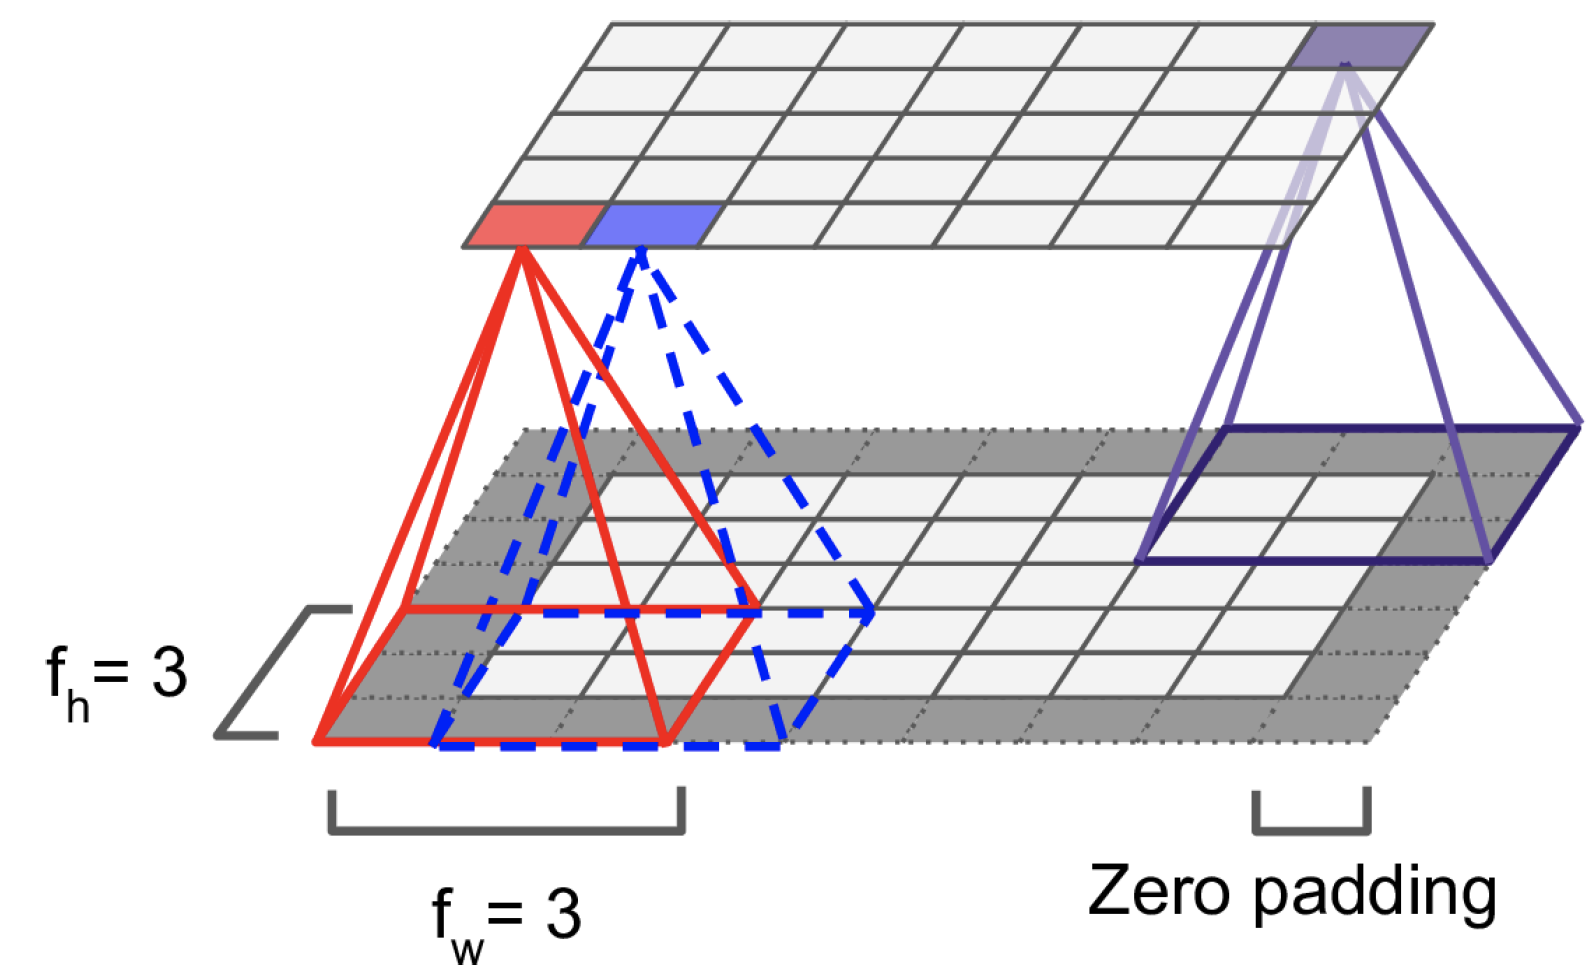 fh= 3
fw= 3
Zero padding